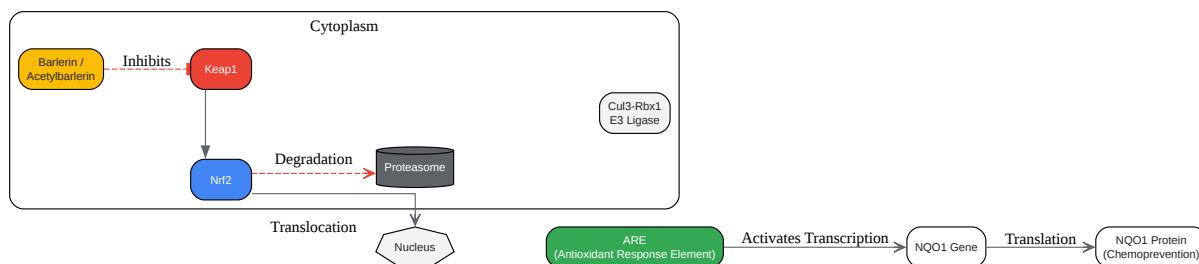 Cytoplasm
Barlerin /
Acetylbarlerin
Inhibits
Keap1
Cul3-Rbx1
E3 Ligase
Nrf2
Degradation
Proteasome
Translocation
Nucleus
ARE
(Antioxidant Response Element)
Activates Transcription
NQO1 Gene
Translation
NQO1 Protein
(Chemoprevention)